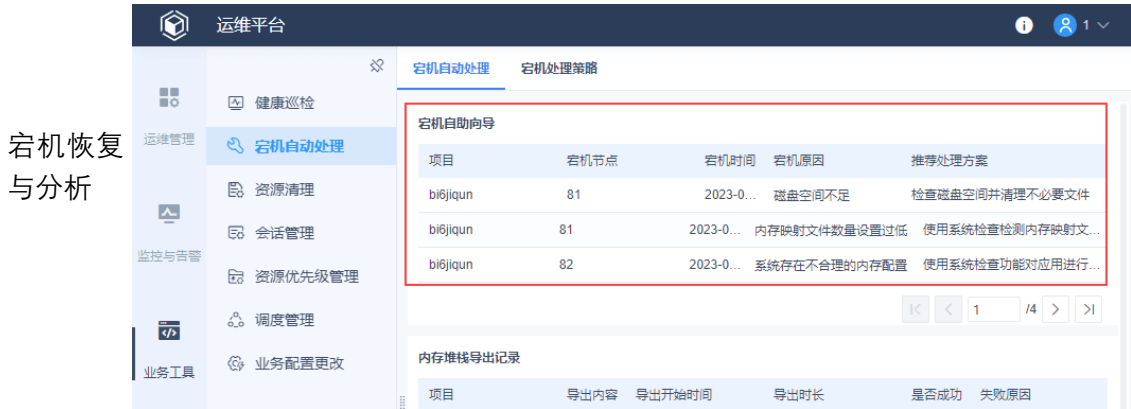 运维平台
1
宕机恢复
与分析
运维管理
监控与告警
业务工具
健康巡检
宕机自动处理
资源清理
会话管理
资源优先级管理
调度管理
业务配置更改
宕机自动处理 宕机处理策略
宕机自助向导
项目 宕机节点 宕机时间 宕机原因 推荐处理方案
bi6jiqun 81 2023-0... 磁盘空间不足 检查磁盘空间并清理不必要文件
bi6jiqun 81 2023-0... 内存映射文件数量设置过低 使用系统检查检测内存映射文...
bi6jiqun 82 2023-0... 系统存在不合理的内存配置 使用系统检查功能对应用进行...
1 /4
内存堆栈导出记录
项目 导出内容 导出开始时间 导出时长 是否成功 失败原因